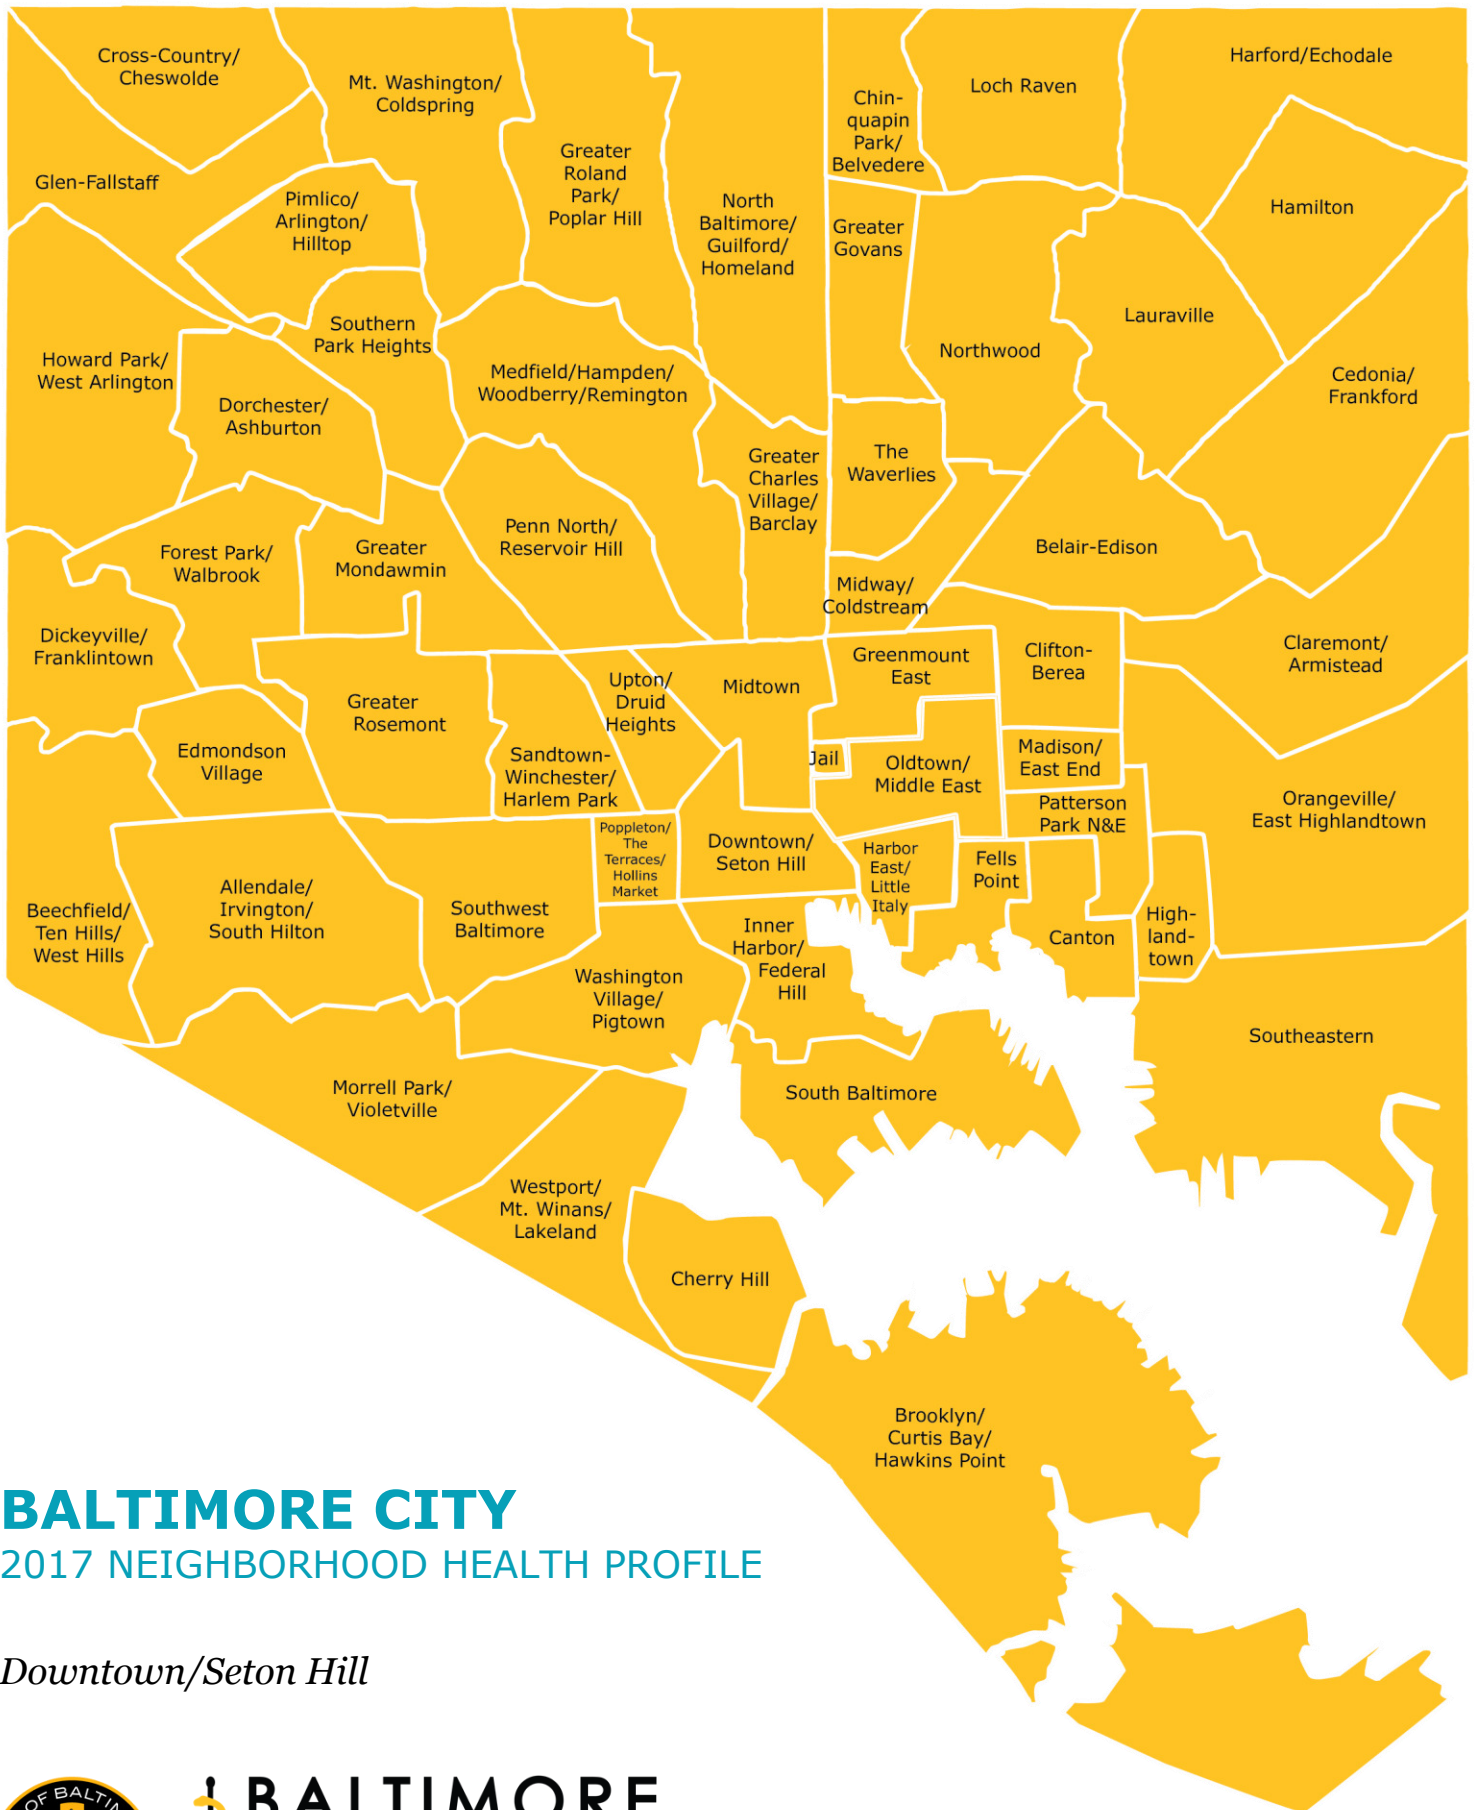 Cross-Country/
Cheswolde
Mt. Washington/
Coldspring
Greater
Roland
Park/
Poplar Hill
North
Baltimore/
Guilford/
Homeland
Chin-
quapin
Park/
Belvedere
Loch Raven
Harford/Echodale
Glen-Fallstaff
Pimlico/
Arlington/
Hilltop
Greater
Govans
Hamilton
Southern
Park Heights
Lauraville
Northwood
Howard Park/
West Arlington
Medfield/Hampden/
Woodberry/Remington
Cedonia/
Frankford
Dorchester/
Ashburton
Greater
Charles
Village/
Barclay
The
Waverlies
Penn North/
Reservoir Hill
Belair-Edison
Forest Park/
Walbrook
Greater
Mondawmin
Midway/
Coldstream
Dickeyville/
Franklintown
Claremont/
Armistead
Greenmount
East
Clifton-
Berea
Upton/
Druid
Heights
Midtown
Greater
Rosemont
Edmondson
Village
Sandtown-
Winchester/
Harlem Park
Jail
Oldtown/
Middle East
Madison/
East End
Patterson
Park N&E
Orangeville/
East Highlandtown
Poppleton/
The
Terraces/
Hollins
Market
Downtown/
Seton Hill
Harbor
East/
Little
Italy
Fells
Point
Allendale/
Irvington/
South Hilton
Beechfield/
Ten Hills/
West Hills
Southwest
Baltimore
Inner
Harbor/
Federal
Hill
Canton
High-
land-
town
Washington
Village/
Pigtown
Southeastern
Morrell Park/
Violetville
South Baltimore
Westport/
Mt. Winans/
Lakeland
Cherry Hill
Brooklyn/
Curtis Bay/
Hawkins Point
BALTIMORE CITY
2017 NEIGHBORHOOD HEALTH PROFILE
Downtown/Seton Hill
BALTIMORE